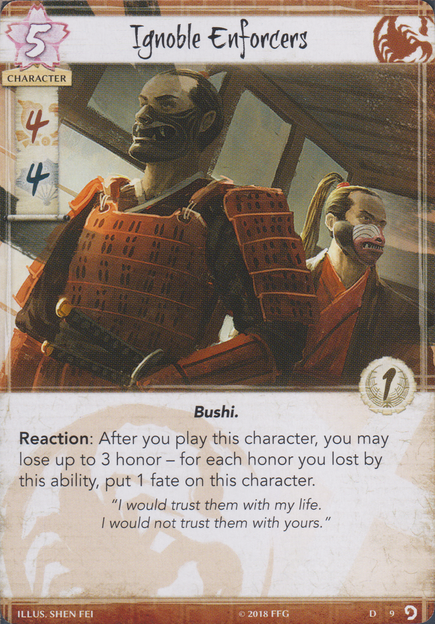 5
Ignoble Enforcers
CHARACTER
4
4
1
Bushi.
Reaction: After you play this character, you may
lose up to 3 honor – for each honor you lost by
this ability, put 1 fate on this character.
“I would trust them with my life.
I would not trust them with yours.”
ILLUS. SHEN FEI
© 2018 FFG
D 9